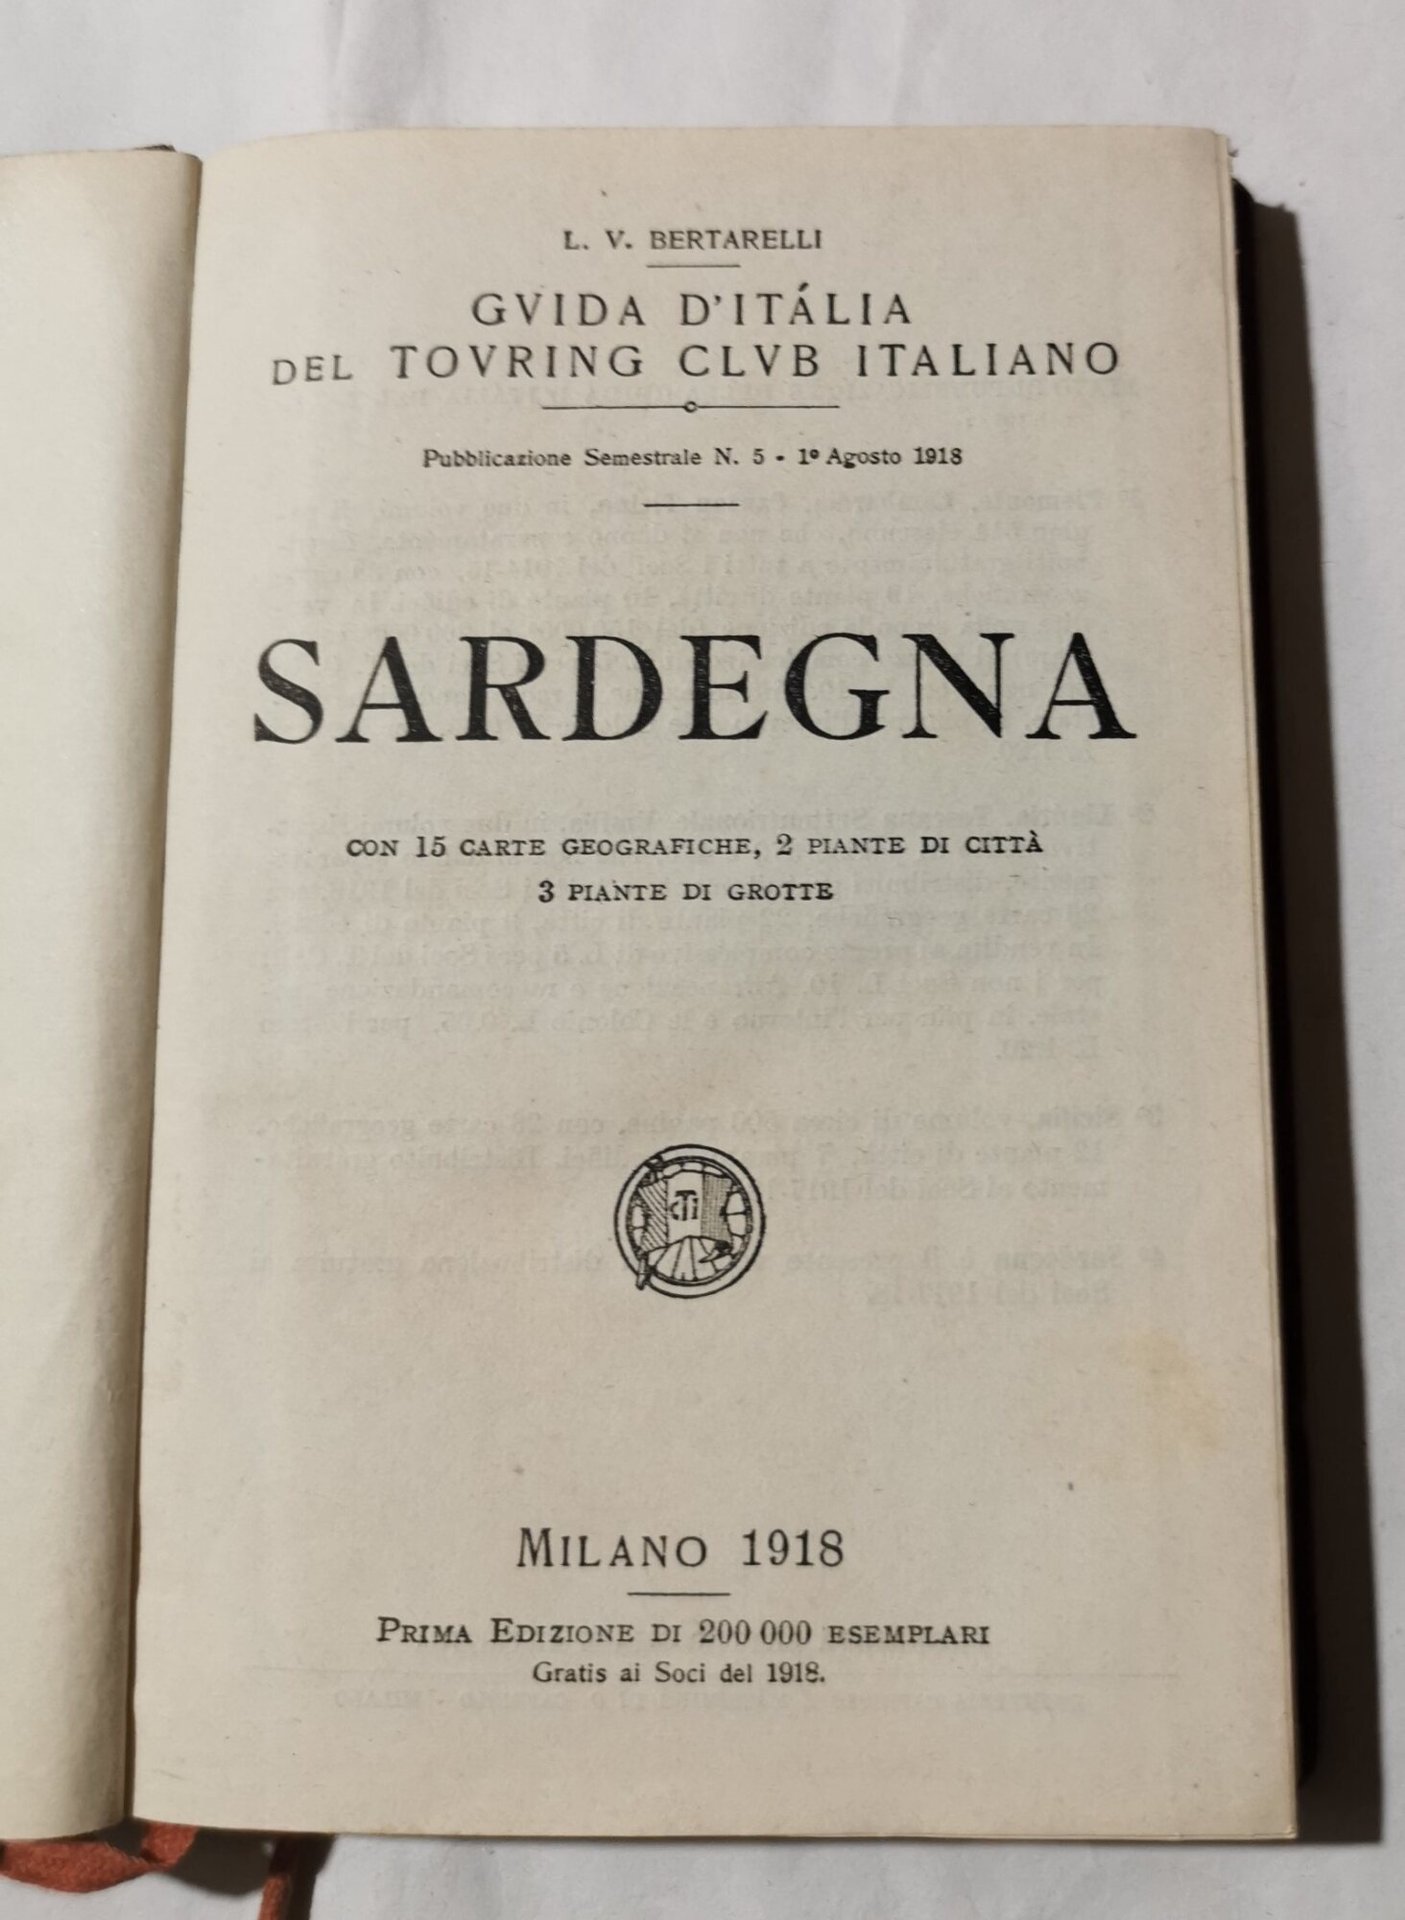 L. V. BERTARELLI
GVIDA D'ITÁLIA
DEL TOVRING CLVB ITALIANO
Pubblicazione Semestrale N. 5 - 1º Agosto 1918
SARDEGNA
CON 15 CARTE GEOGRAFICHE, 2 PIANTE DI CITTÀ
3 PIANTE DI GROTTE
cTi
MILANO 1918
PRIMA EDIZIONE DI 200 000 ESEMPLARI
Gratis ai Soci del 1918.